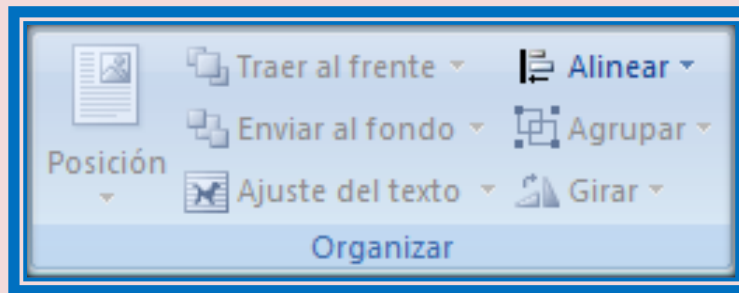 Posición
Traer al frente
Enviar al fondo
Ajuste del texto
Alinear
Agrupar
Girar
Organizar